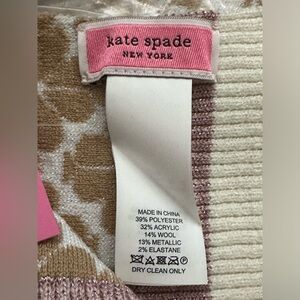 kate spade
NEW YORK
MADE IN CHINA
39% POLYESTER
32% ACRYLIC
14% WOOL
13% METALLIC
2% ELASTANE
DRY CLEAN ONLY